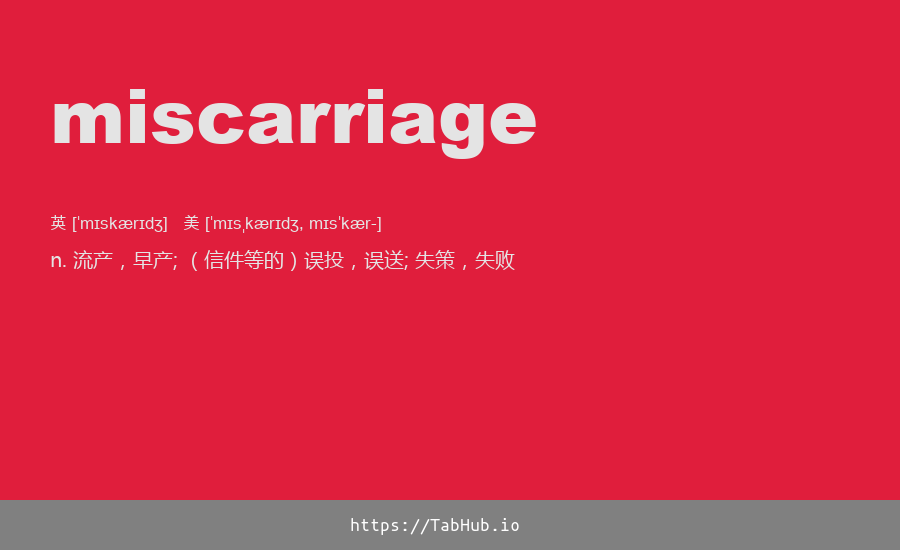 miscarriage
英 [ˈmɪskærɪdʒ] 美 [ˈmɪsˌkærɪdʒ, mɪsˈkær-]
n. 流产，早产; （信件等的）误投，误送; 失策，失败
https://TabHub.io